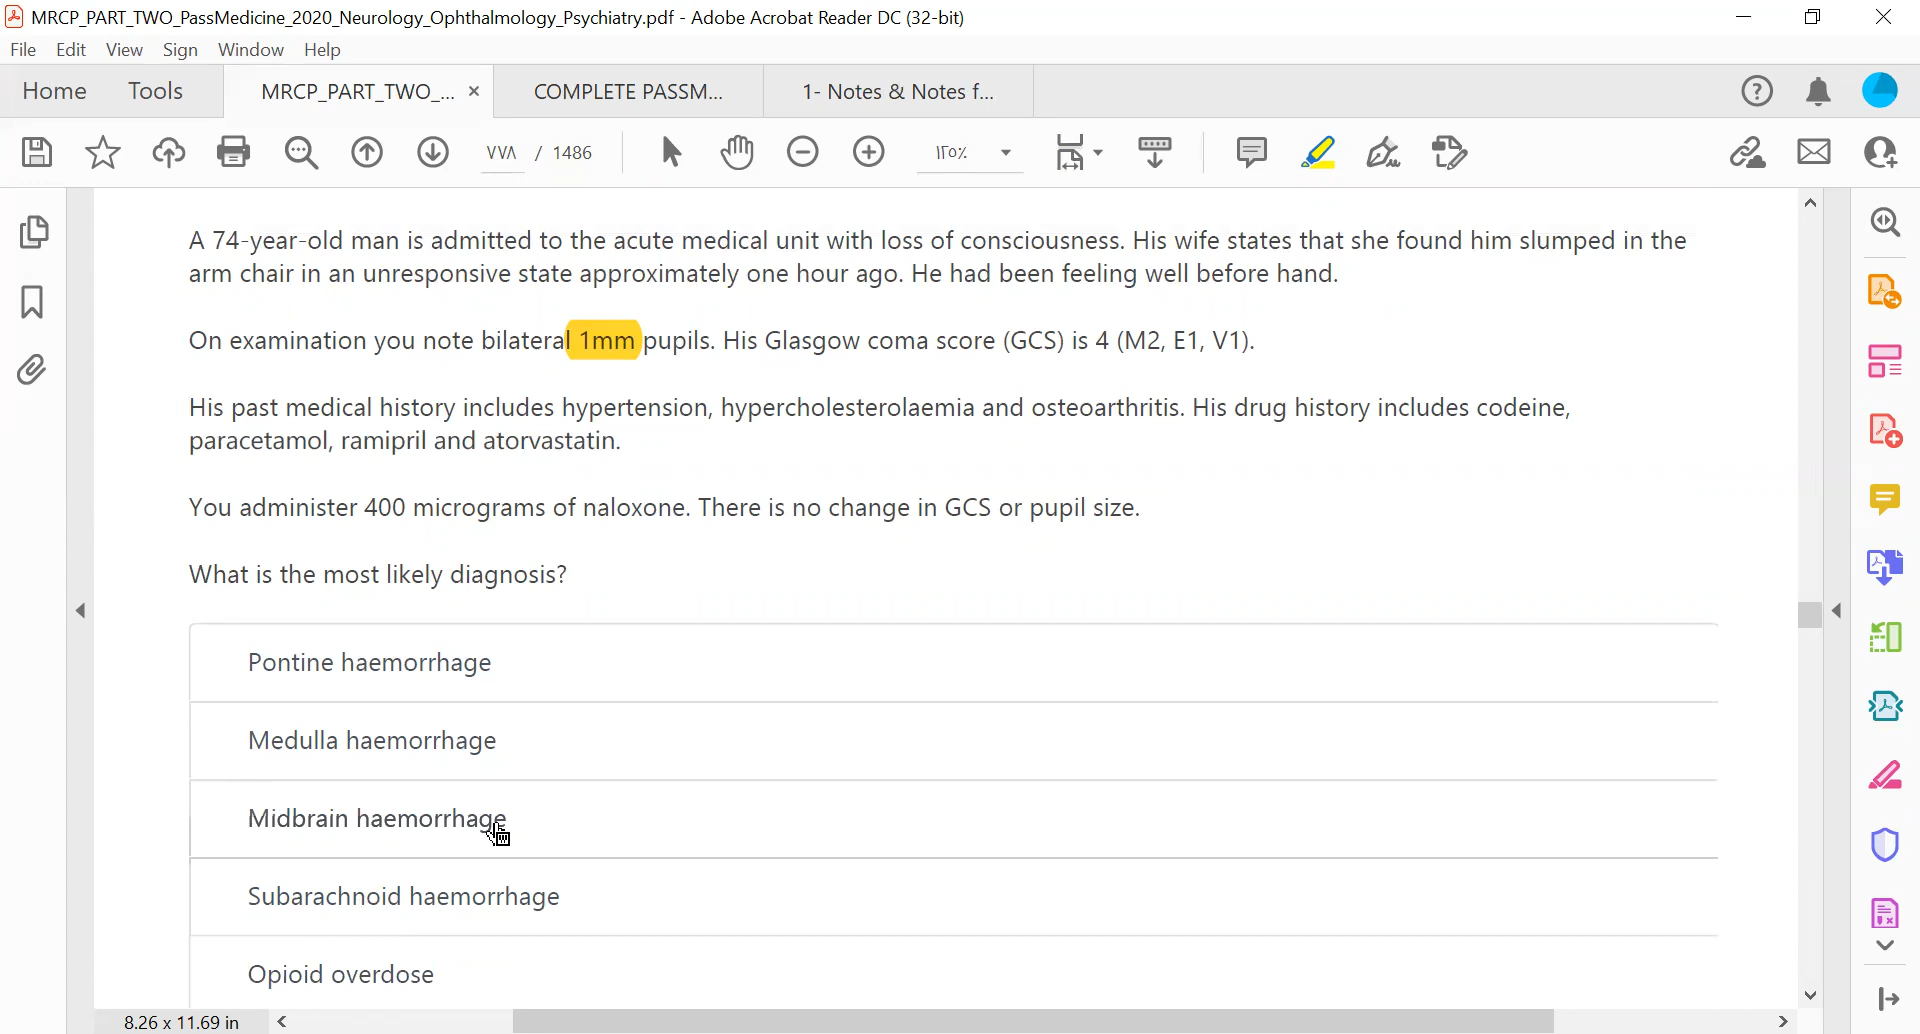 MRCP_PART_TWO_PassMedicine_2020_Neurology_Ophthalmology_Psychiatry.pdf - Adobe Acrobat Reader DC (32-bit)
File Edit View Sign Window Help
Home Tools MRCP_PART_TWO_... × COMPLETE PASSM... 1- Notes & Notes f...
٧٧٨ / 1486 ١٣٥٪
A 74-year-old man is admitted to the acute medical unit with loss of consciousness. His wife states that she found him slumped in the
arm chair in an unresponsive state approximately one hour ago. He had been feeling well before hand.
On examination you note bilateral 1mm pupils. His Glasgow coma score (GCS) is 4 (M2, E1, V1).
His past medical history includes hypertension, hypercholesterolaemia and osteoarthritis. His drug history includes codeine,
paracetamol, ramipril and atorvastatin.
You administer 400 micrograms of naloxone. There is no change in GCS or pupil size.
What is the most likely diagnosis?
Pontine haemorrhage
Medulla haemorrhage
Midbrain haemorrhage
Subarachnoid haemorrhage
Opioid overdose
8.26 x 11.69 in